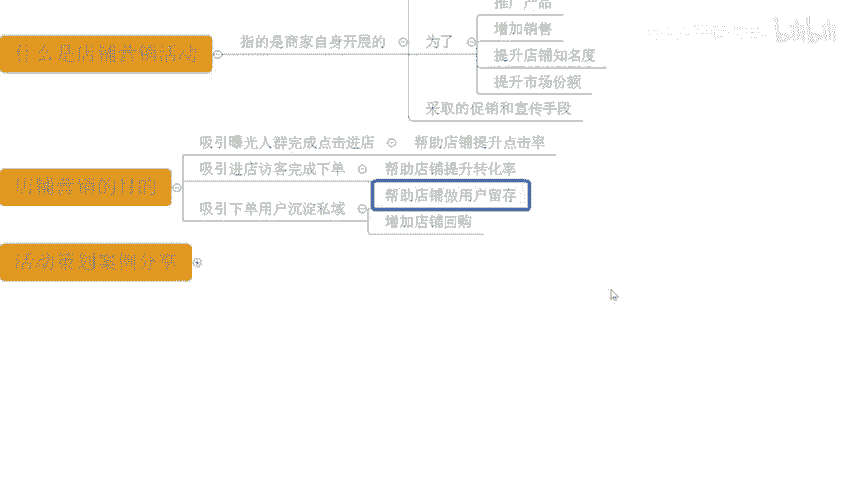 推广产品
增加销售
什么是店铺营销活动
指的是商家自身开展的
为了
提升店铺知名度
提升市场份额
采取的促销和宣传手段
吸引曝光人群完成点击进店
帮助店铺提升点击率
吸引进店访客完成下单
帮助店铺提升转化率
店铺营销的目的
帮助店铺做用户留存
吸引下单用户沉淀私域
增加店铺回购
活动策划案例分享
bilibili